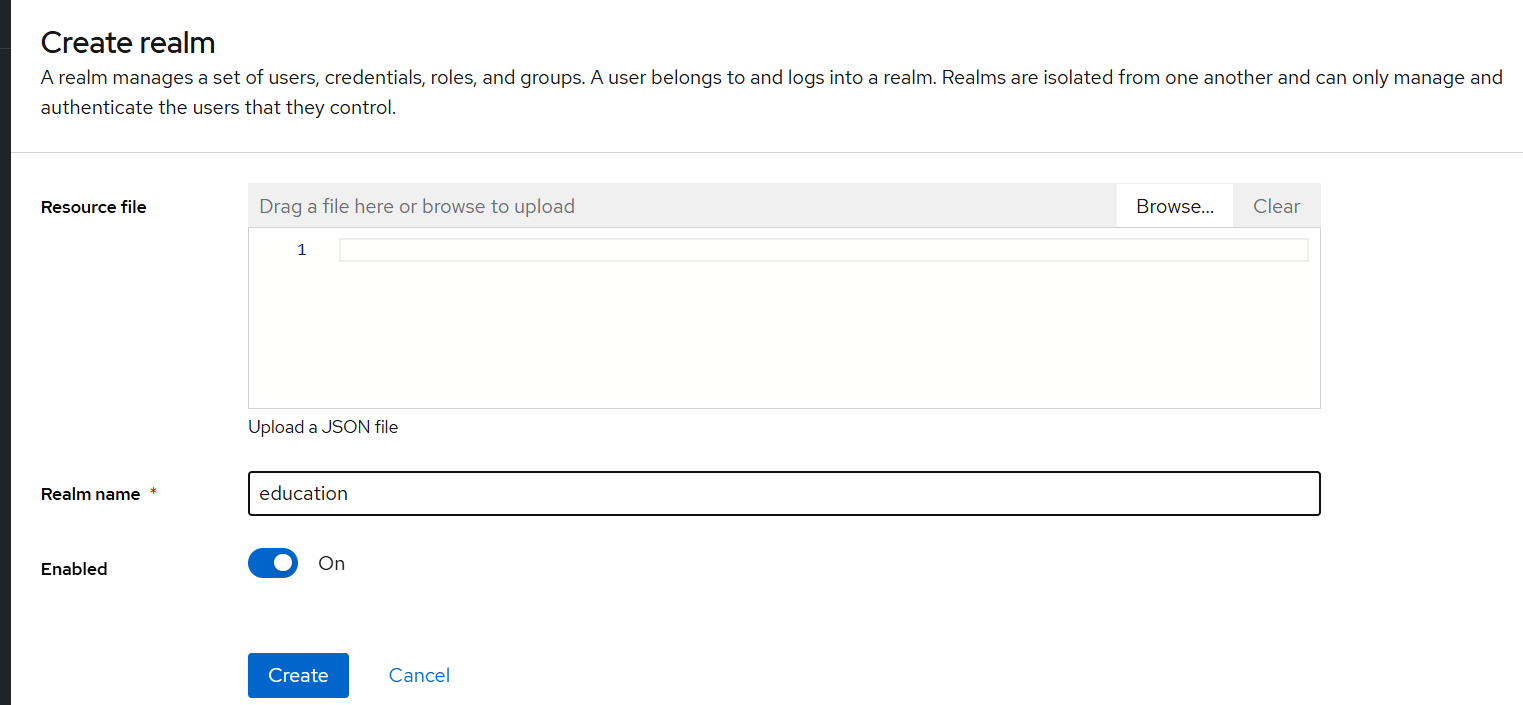 Create realm
A realm manages a set of users, credentials, roles, and groups. A user belongs to and logs into a realm. Realms are isolated from one another and can only manage and
authenticate the users that they control.
Resource file
Drag a file here or browse to upload
Browse...
Clear
1
Upload a JSON file
Realm name *
education
Enabled
On
Create
Cancel